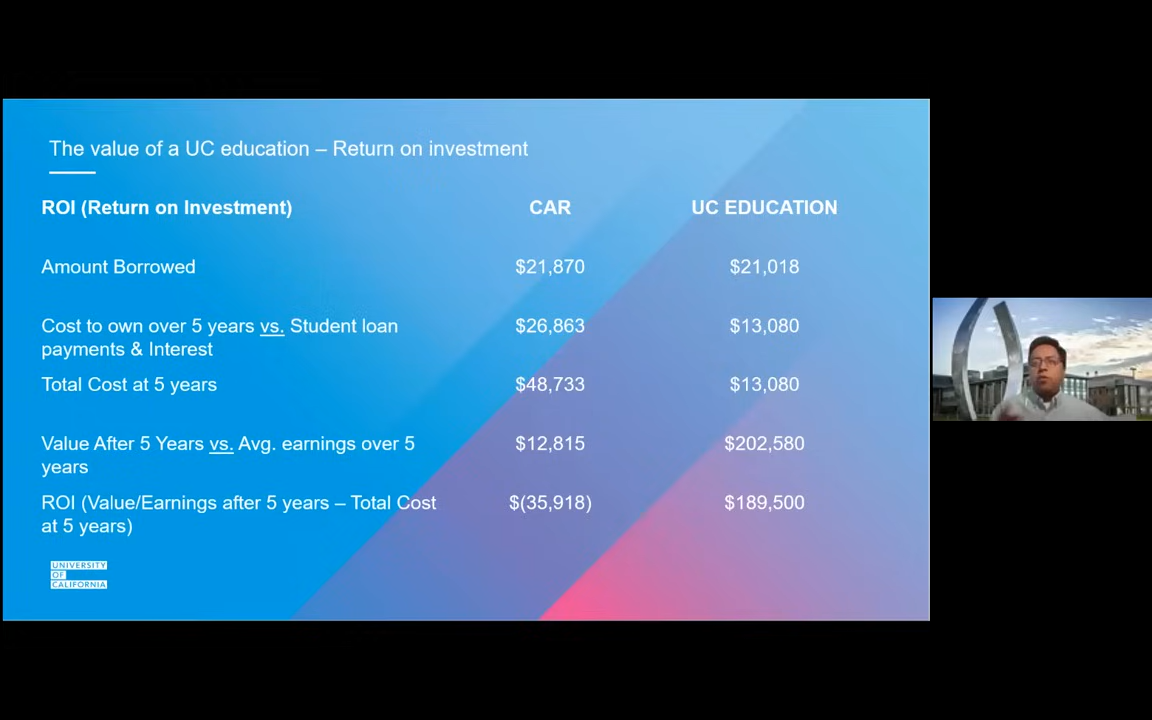 The value of a UC education – Return on investment
ROI (Return on Investment) CAR UC EDUCATION
Amount Borrowed $21,870 $21,018
Cost to own over 5 years vs. Student loan $26,863 $13,080
payments & Interest
Total Cost at 5 years $48,733 $13,080
Value After 5 Years vs. Avg. earnings over 5 $12,815 $202,580
years
ROI (Value/Earnings after 5 years – Total Cost $(35,918) $189,500
at 5 years)
UNIVERSITY
OF
CALIFORNIA